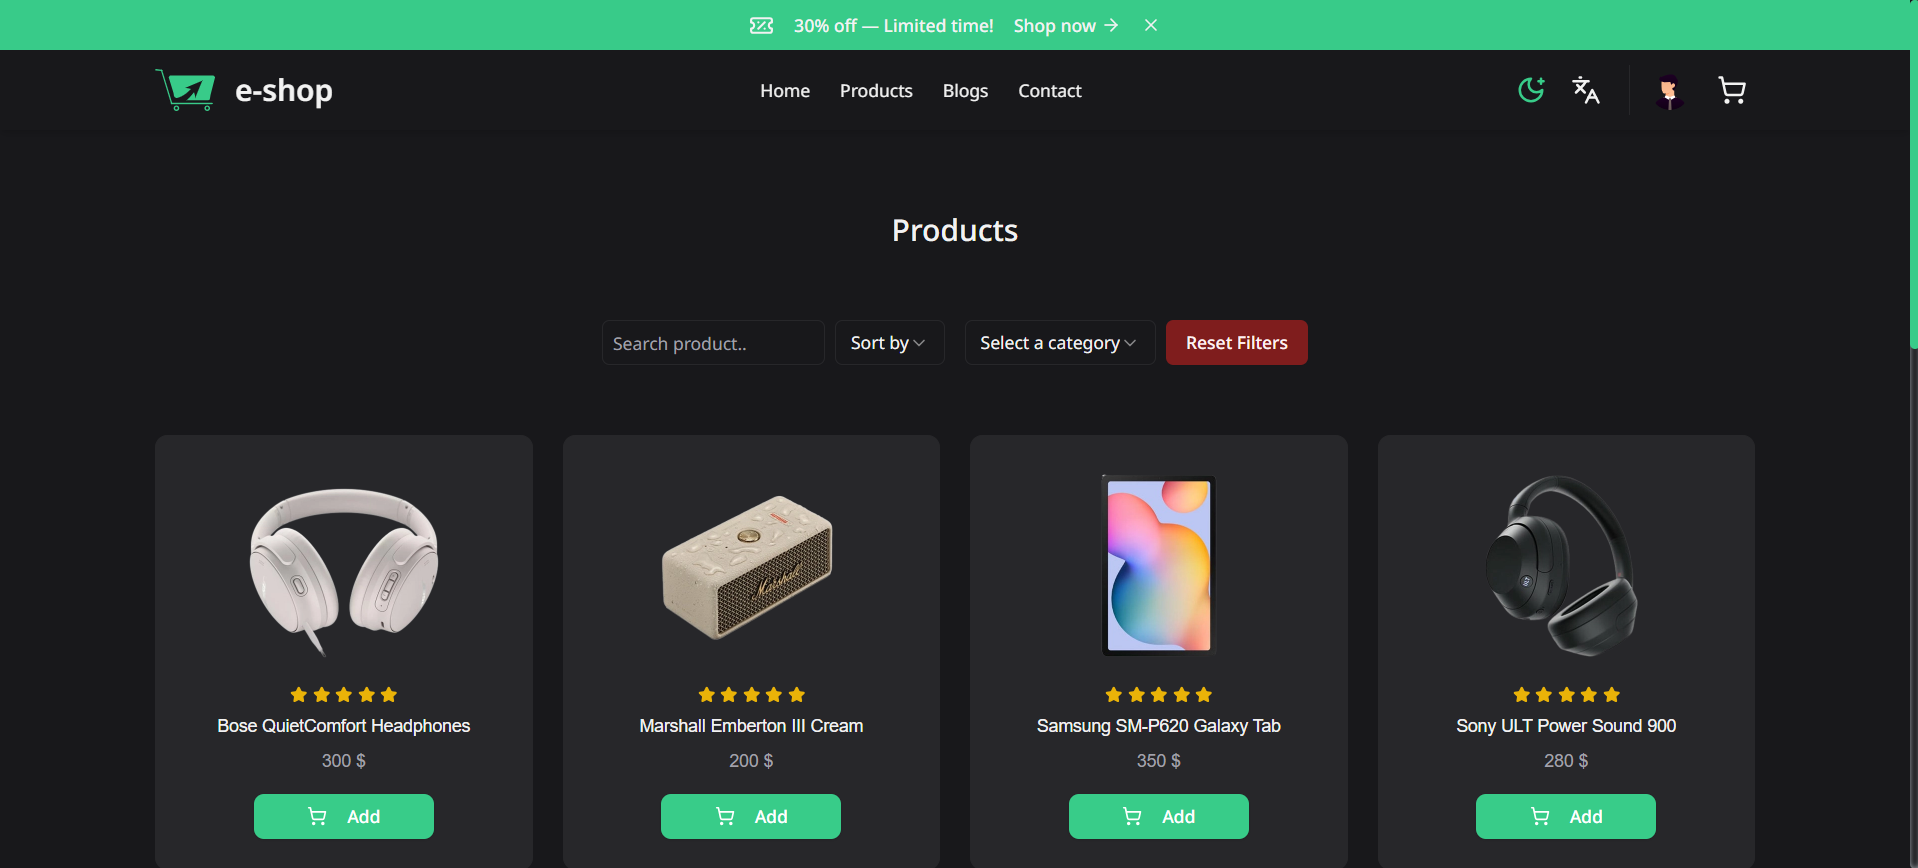 30% off — Limited time! Shop now →
e-shop
Home Products Blogs Contact
Products
Search product..
Sort by
Select a category
Reset Filters
Marshall
Bose QuietComfort Headphones
300 $
Add
Marshall Emberton III Cream
200 $
Add
Samsung SM-P620 Galaxy Tab
350 $
Add
Sony ULT Power Sound 900
280 $
Add